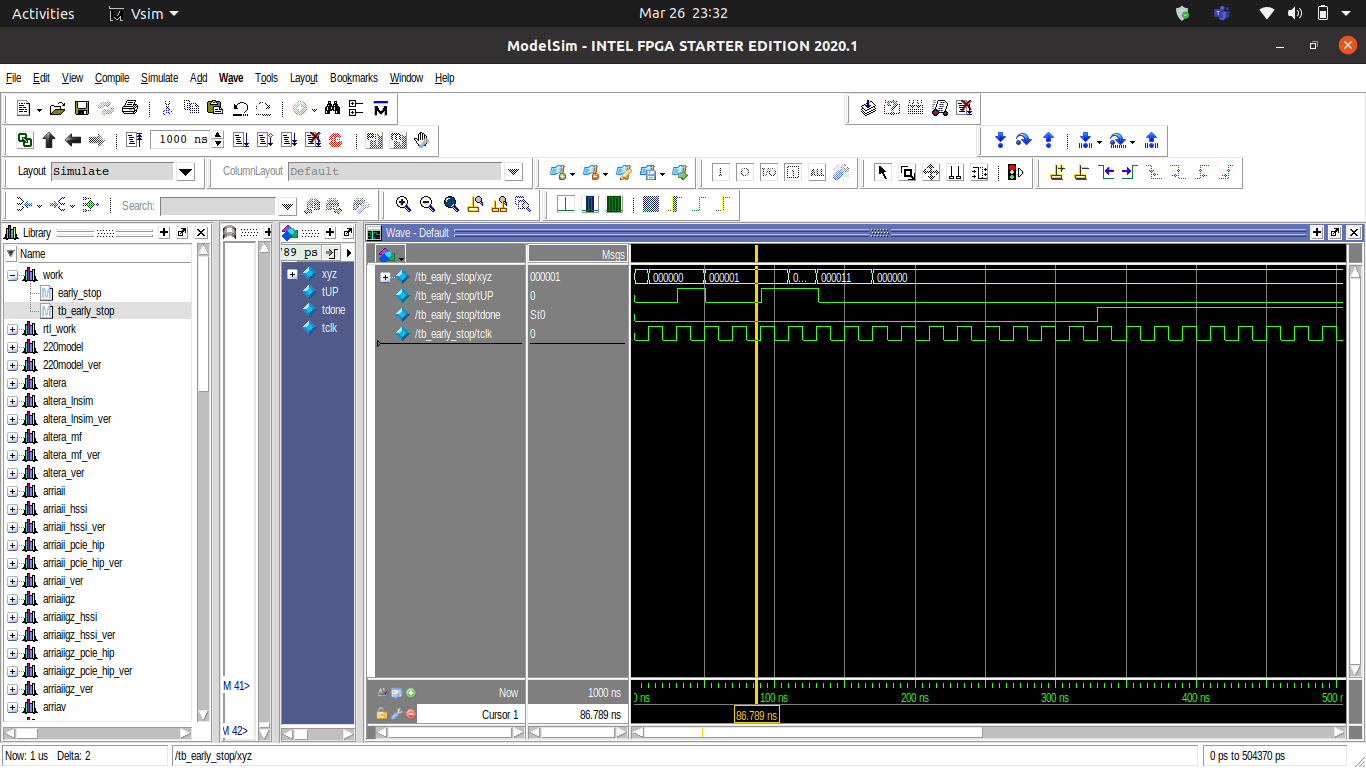 Activities Vsim Mar 26 23:32
ModelSim - INTEL FPGA STARTER EDITION 2020.1
File Edit View Compile Simulate Add Wave Tools Layout Bookmarks Window Help
1000 ns
Layout Simulate ColumnLayout Default
Search:
Library
Wave - Default
Name
work
early_stop
tb_early_stop
rtl_work
220model
220model_ver
altera
altera_lnsim
altera_lnsim_ver
altera_mf
altera_mf_ver
altera_ver
arriaii
arriaii_hssi
arriaii_hssi_ver
arriaii_pcie_hip
arriaii_pcie_hip_ver
arriaii_ver
arriaiigz
arriaiigz_hssi
arriaiigz_hssi_ver
arriaiigz_pcie_hip
arriaiigz_pcie_hip_ver
arriaiigz_ver
arriav
M 41>
M 42>
'89 ps
xyz
tUP
tdone
tclk
Msgs
/tb_early_stop/xyz 000001 000000 000001 0... 000011 000000
/tb_early_stop/tUP 0
/tb_early_stop/tdone St0
/tb_early_stop/tclk 0
Now 1000 ns ns 100 ns 200 ns 300 ns 400 ns 500 n
Cursor 1 86.789 ns 86.789 ns
Now: 1 us Delta: 2 /tb_early_stop/xyz 0 ps to 504370 ps